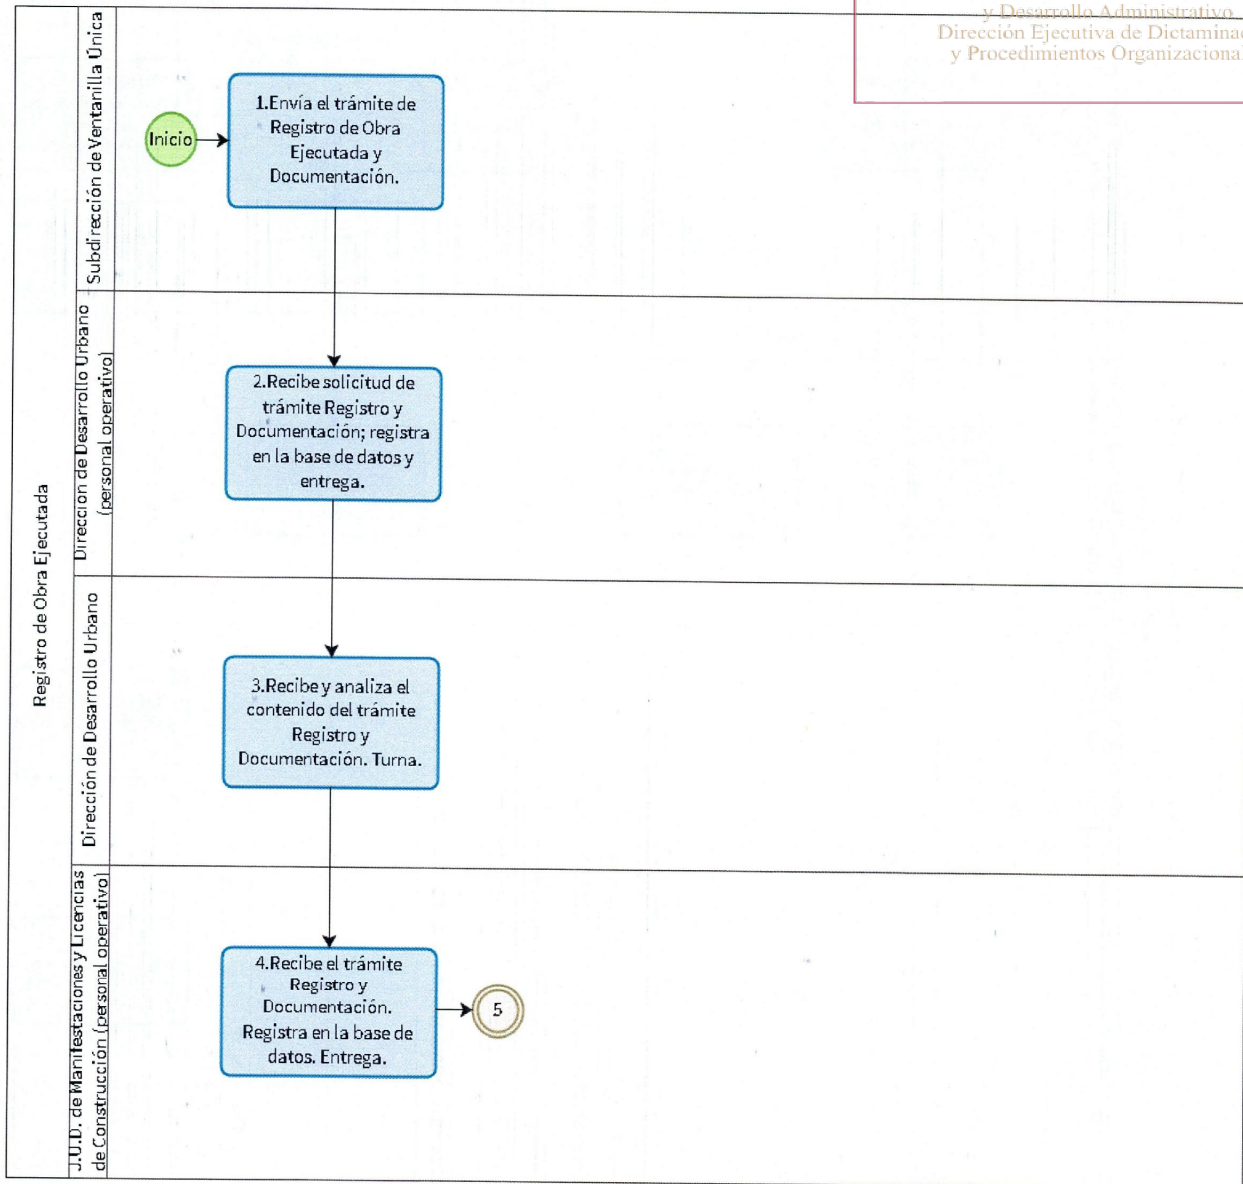 y Desarrollo Administrativo
Dirección Ejecutiva de Dictamina
y Procedimientos Organizacional
Registro de Obra Ejecutada
Subdirección de Ventanilla Única
Inicio
1.Envía el trámite de
Registro de Obra
Ejecutada y
Documentación.
Direccion de Desarrollo Urbano
(personal operativo)
2.Recibe solicitud de
trámite Registro y
Documentación; registra
en la base de datos y
entrega.
Dirección de Desarrollo Urbano
3.Recibe y analiza el
contenido del trámite
Registro y
Documentación. Turna.
J.U.D. de Manifestaciones y Licencias
de Construcción (personal operativo)
4.Recibe el trámite
Registro y
Documentación.
Registra en la base de
datos. Entrega.
5